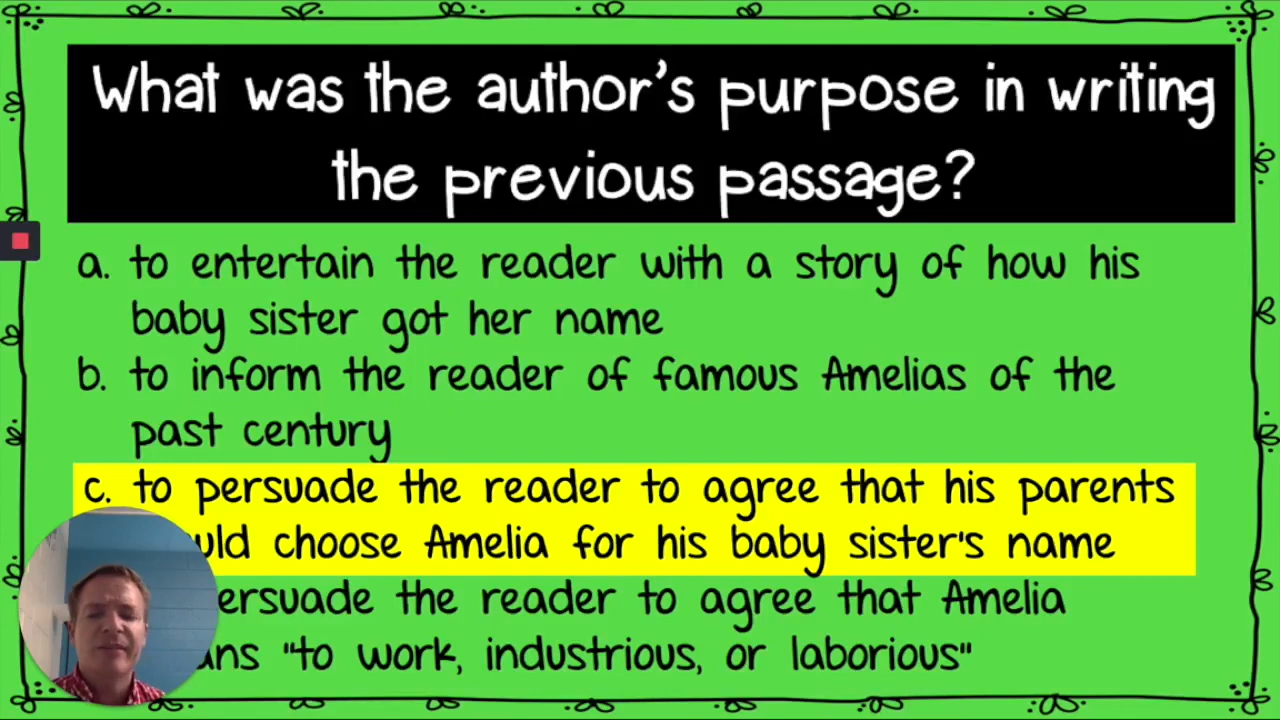 What was the author's purpose in writing
the previous passage?
a. to entertain the reader with a story of how his
baby sister got her name
b. to inform the reader of famous Amelias of the
past century
c. to persuade the reader to agree that his parents
choose Amelia for his baby sister's name
the reader to agree that Amelia
"to work, industrious, or laborious"